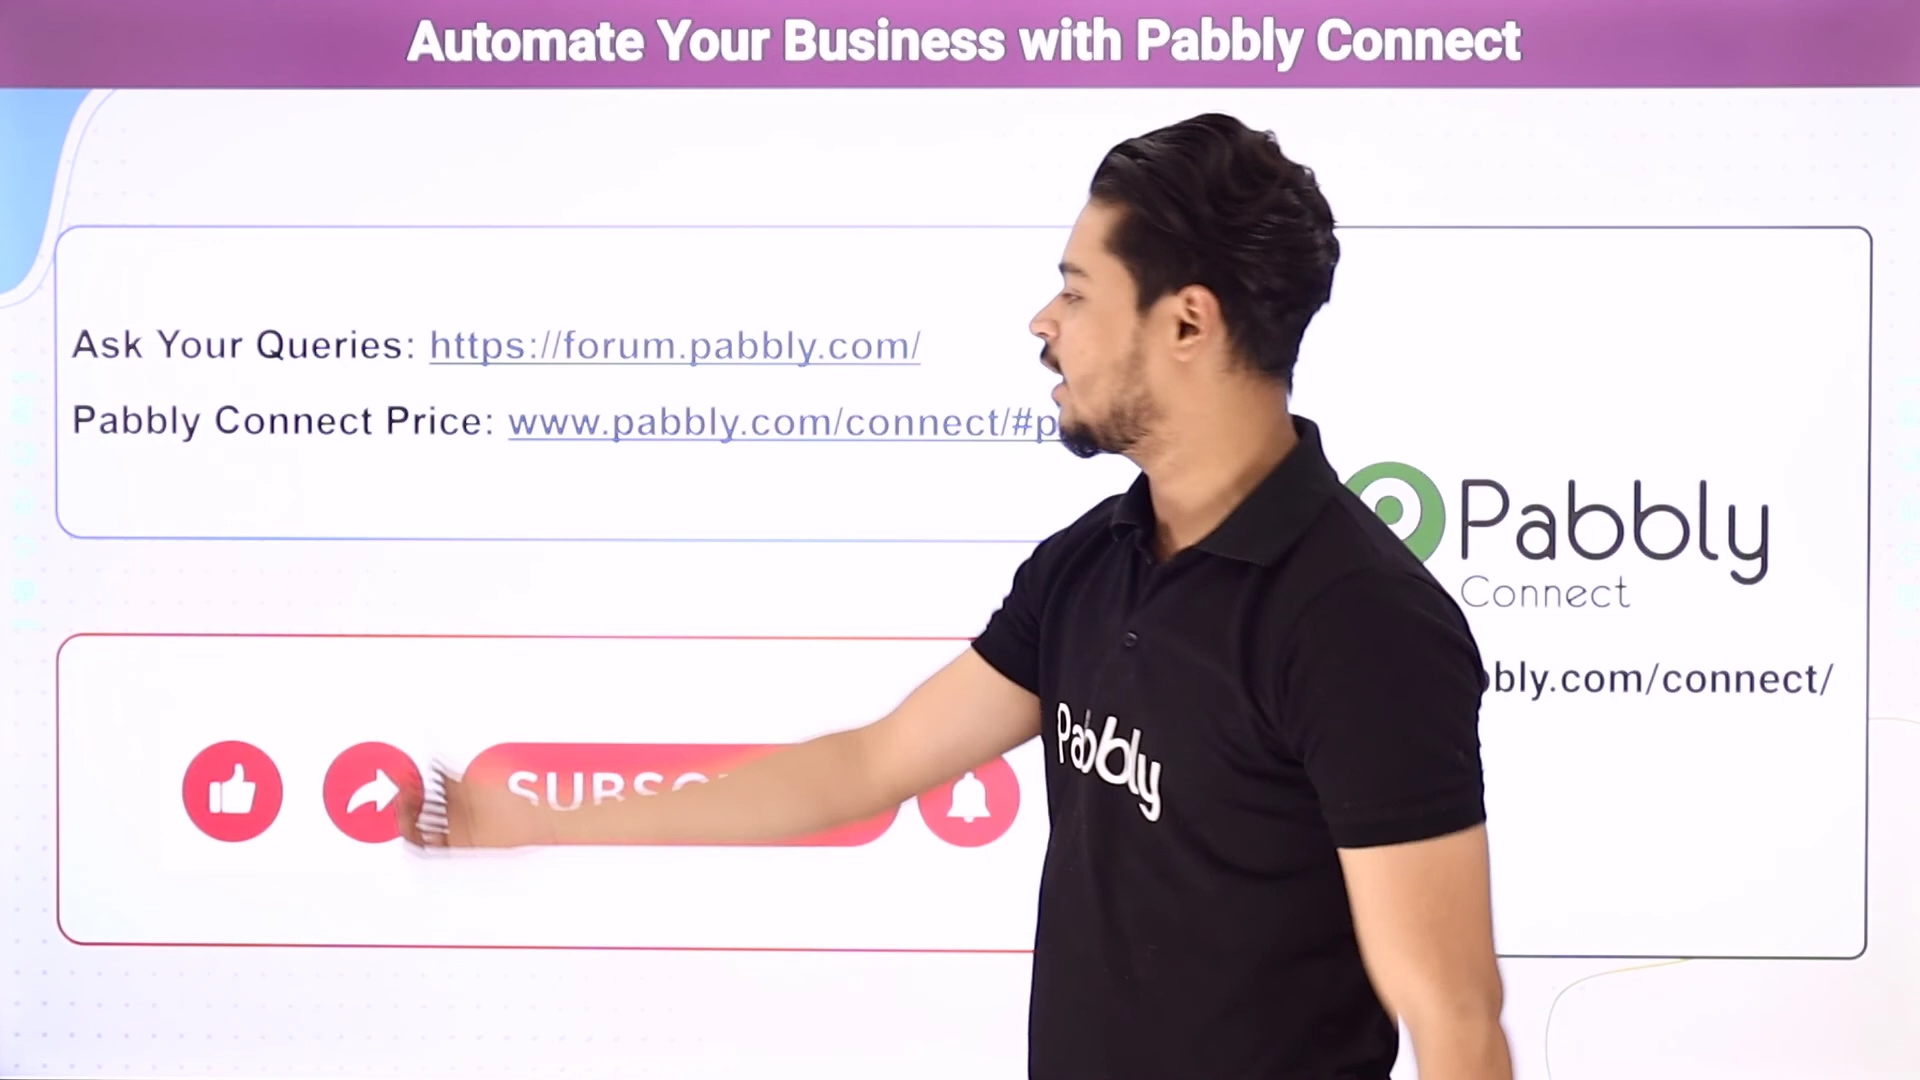 Automate Your Business with Pabbly Connect
Ask Your Queries: https://forum.pabbly.com/
Pabbly Connect Price: www.pabbly.com/connect/#p
Pabbly
Connect
bly.com/connect/
Pabbly